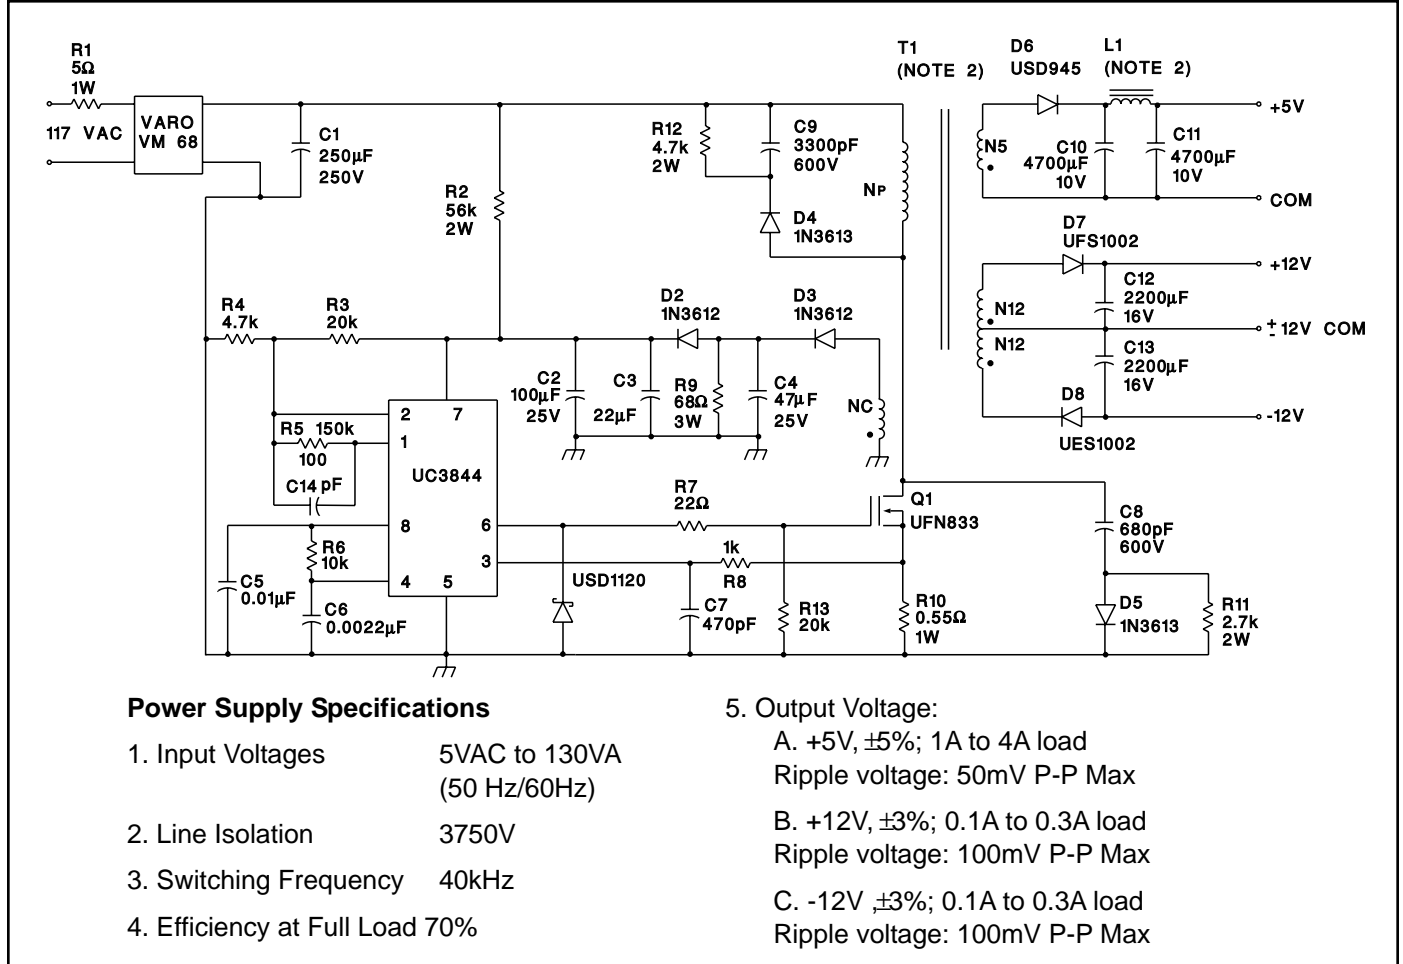 R1
5Ω
1W
117 VAC
VARO
VM 68
C1
250µF
250V
R2
56k
2W
R12
4.7k
2W
C9
3300pF
600V
D4
1N3613
NP
T1
(NOTE 2)
D6
USD945
L1
(NOTE 2)
N5
C10
4700µF
10V
C11
4700µF
10V
+5V
COM
D7
UFS1002
+12V
N12
N12
C12
2200µF
16V
± 12V COM
C13
2200µF
16V
D8
UES1002
-12V
R4
4.7k
R3
20k
D2
1N3612
D3
1N3612
C2
100µF
25V
C3
22µF
R9
68Ω
3W
C4
47µF
25V
NC
2 7
1
UC3844
8
6
3
4 5
R5 150k
100
C14 pF
R6
10k
C5
0.01µF
C6
0.0022µF
R7
22Ω
USD1120
1k
R8
C7
470pF
R13
20k
Q1
UFN833
R10
0.55Ω
1W
C8
680pF
600V
D5
1N3613
R11
2.7k
2W
Power Supply Specifications
1. Input Voltages 5VAC to 130VA
(50 Hz/60Hz)
2. Line Isolation 3750V
3. Switching Frequency 40kHz
4. Efficiency at Full Load 70%
5. Output Voltage:
A. +5V, ±5%; 1A to 4A load
Ripple voltage: 50mV P-P Max
B. +12V, ±3%; 0.1A to 0.3A load
Ripple voltage: 100mV P-P Max
C. -12V ,±3%; 0.1A to 0.3A load
Ripple voltage: 100mV P-P Max